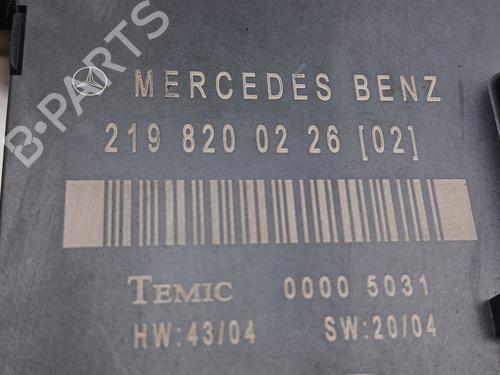 B-PARTS
MERCEDES BENZ
219 820 02 26 [02]
TEMIC 0000 5031
HW:43/04 SW:20/04